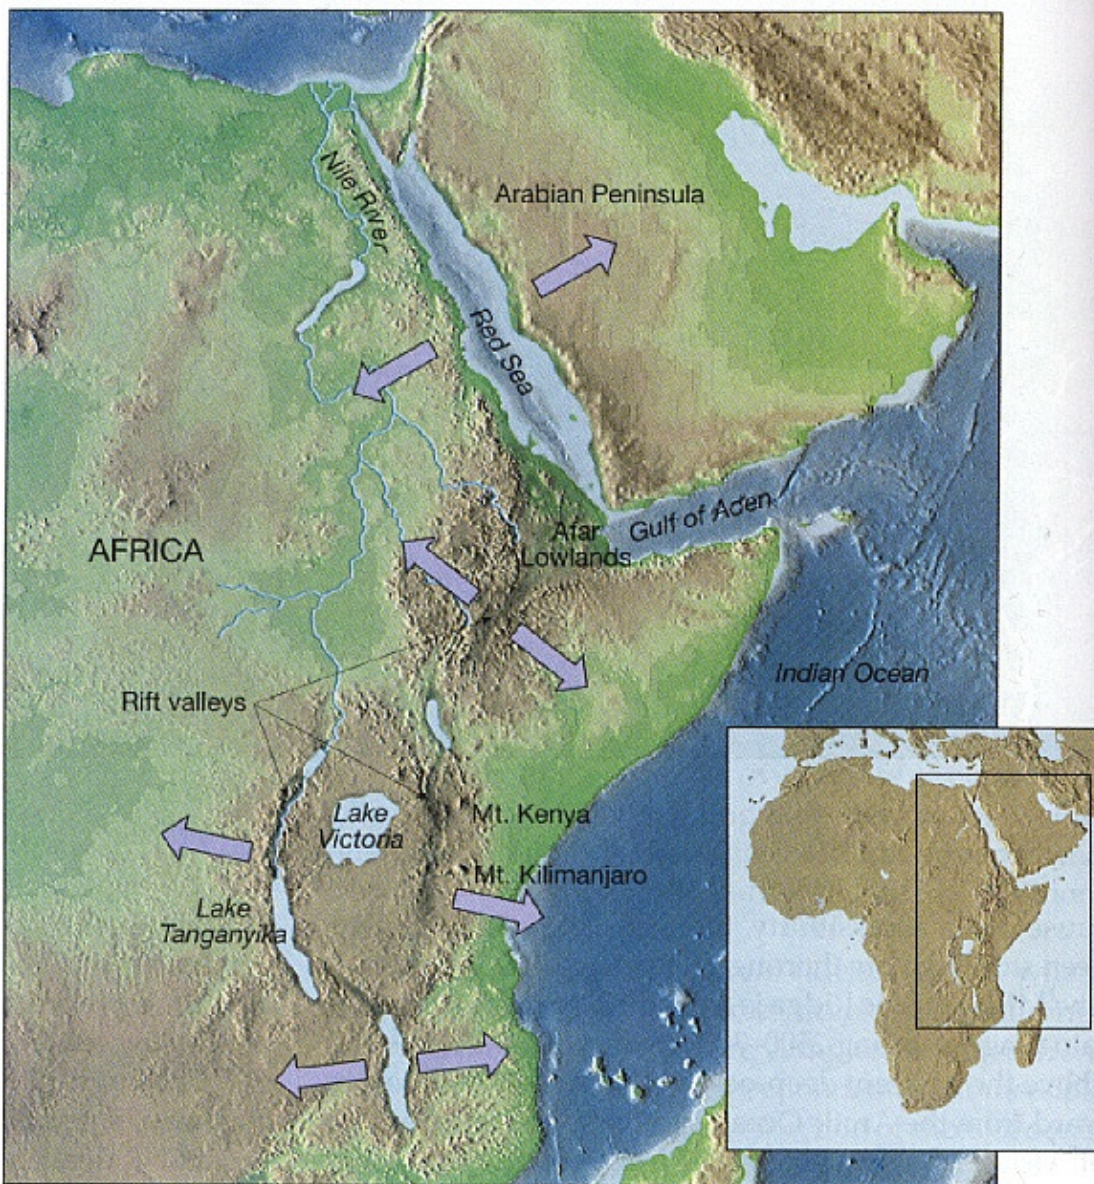 Nile River
Arabian Peninsula
Red Sea
AFRICA
Afar
Lowlands
Gulf of Aden
Indian Ocean
Rift valleys
Lake
Victoria
Mt. Kenya
Mt. Kilimanjaro
Lake
Tanganyika